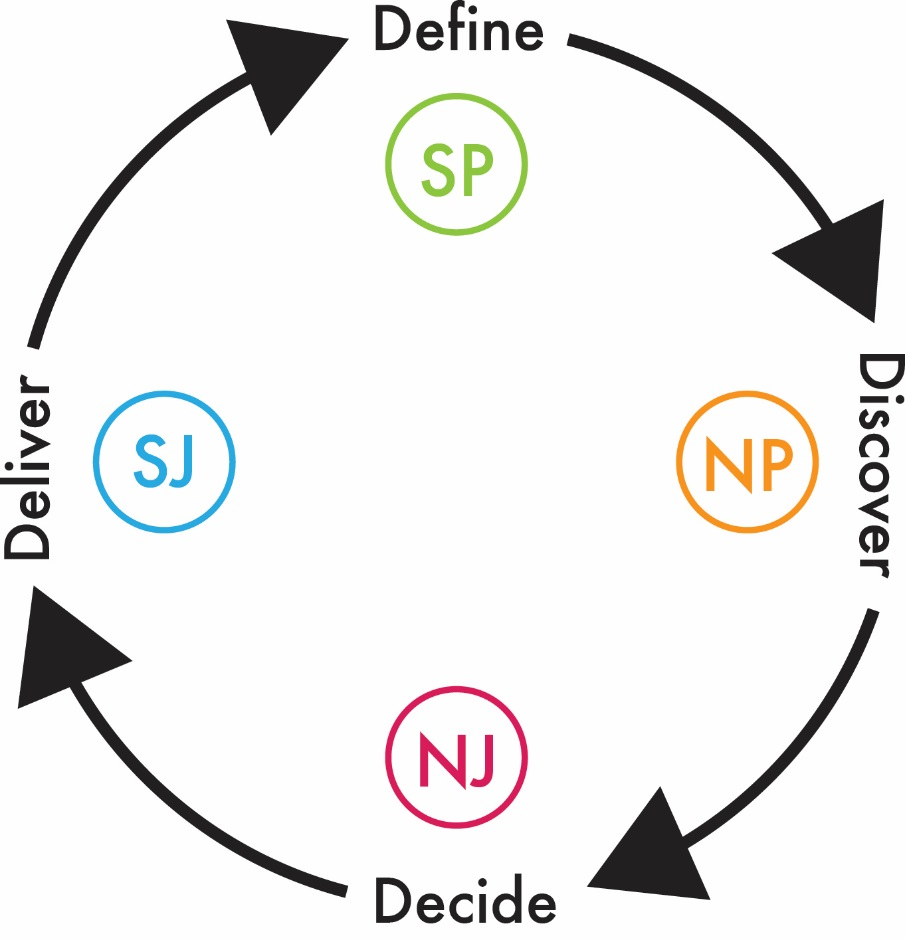 Define
SP
Discover
NP
Decide
NJ
Deliver
SJ